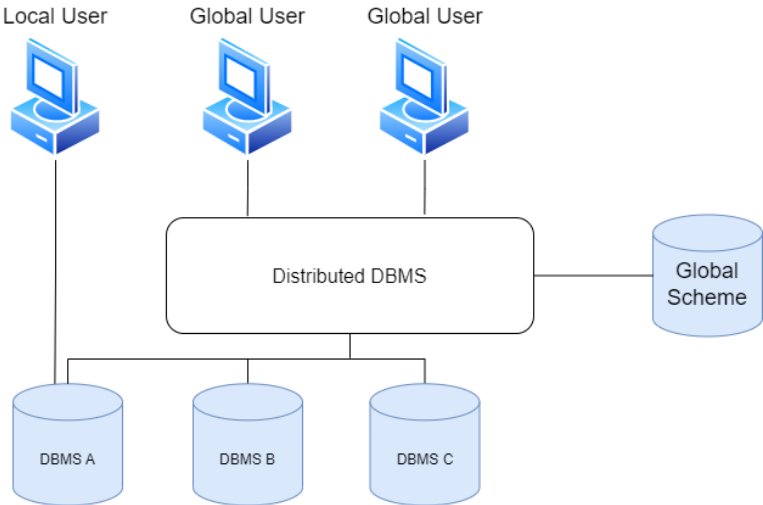 Local User
Global User
Global User
Distributed DBMS
Global
Scheme
DBMS A
DBMS B
DBMS C